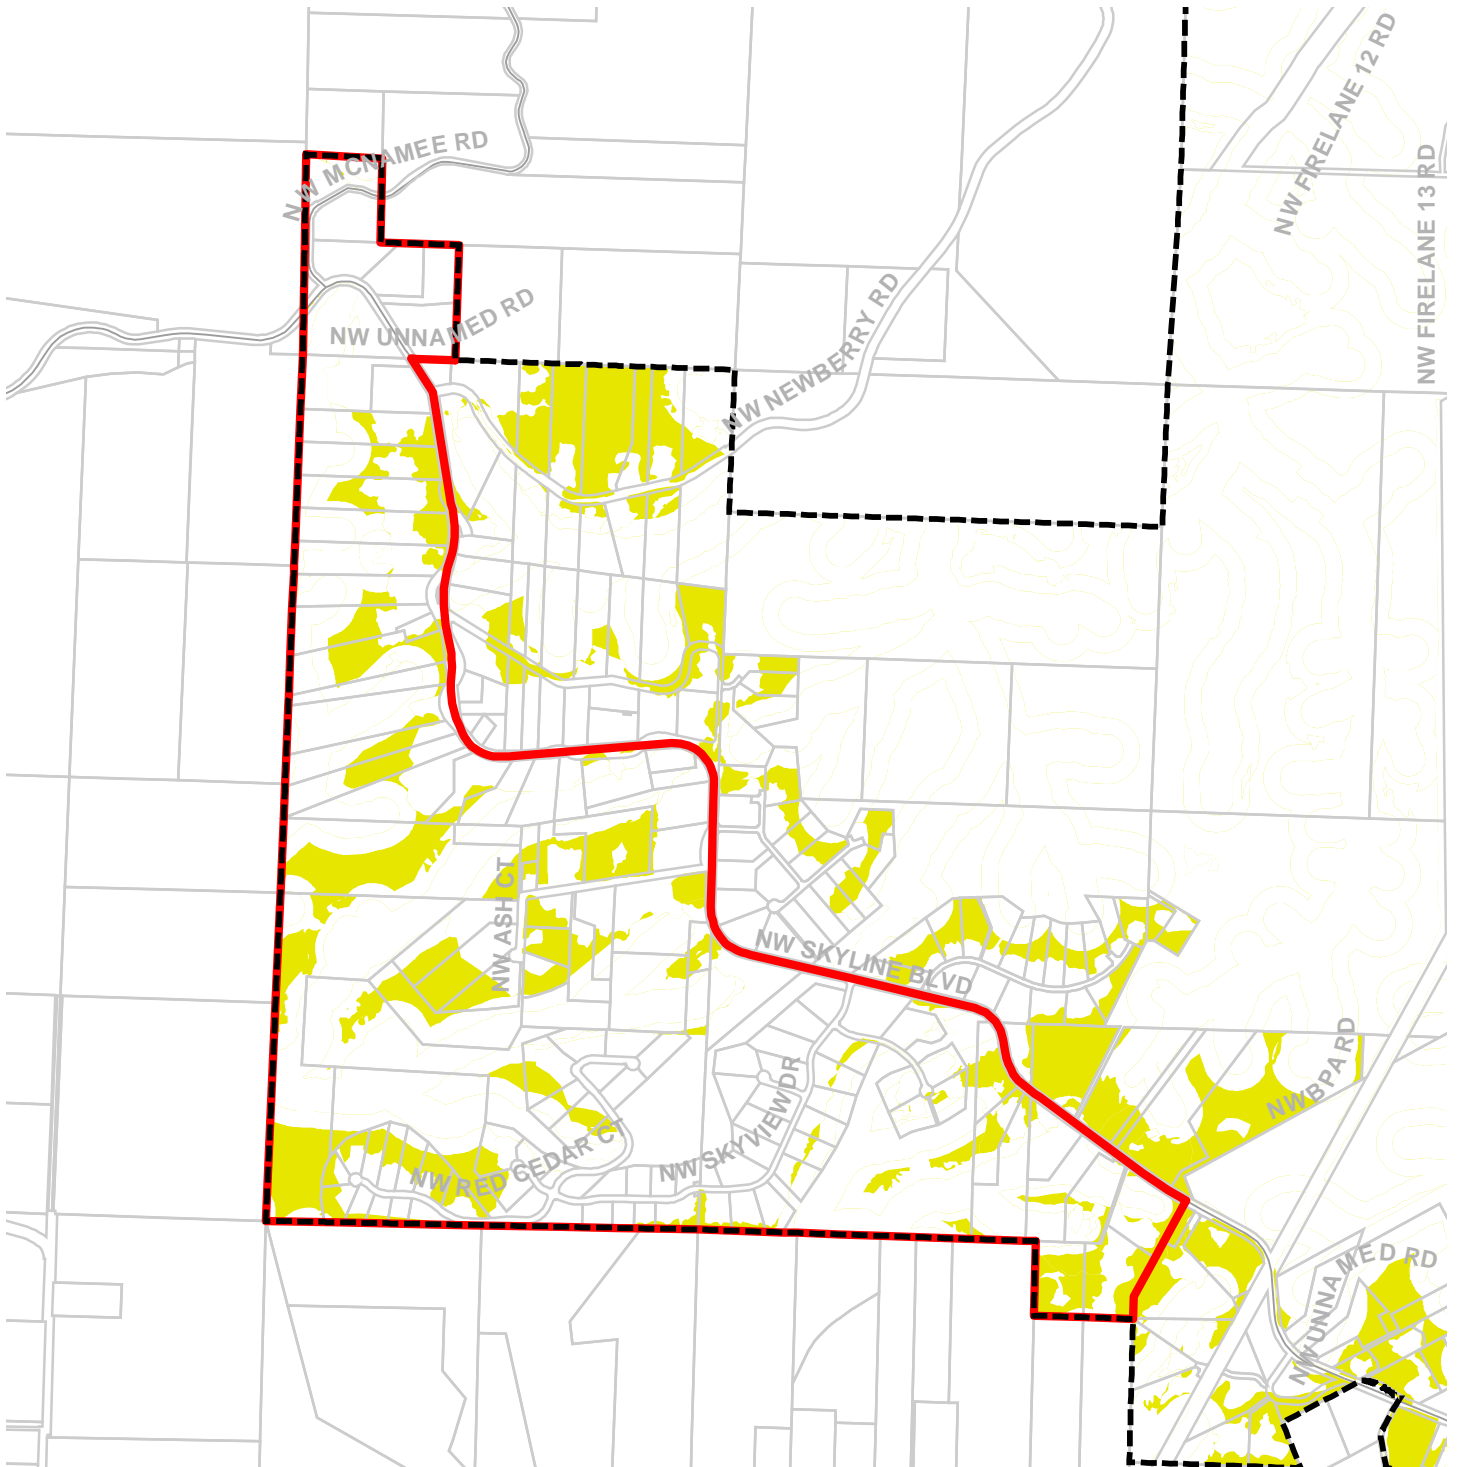 NW FIRELANE 12 RD
NW MCNAMEE RD
NW FIRELANE 13 RD
NW UNNAMED RD
NW NEWBERRY RD
NW ASH CT
NW SKYLINE BLVD
NW BPA RD
NW SKYVIEW DR
NW RED CEDAR CT
NW UNNAMED RD